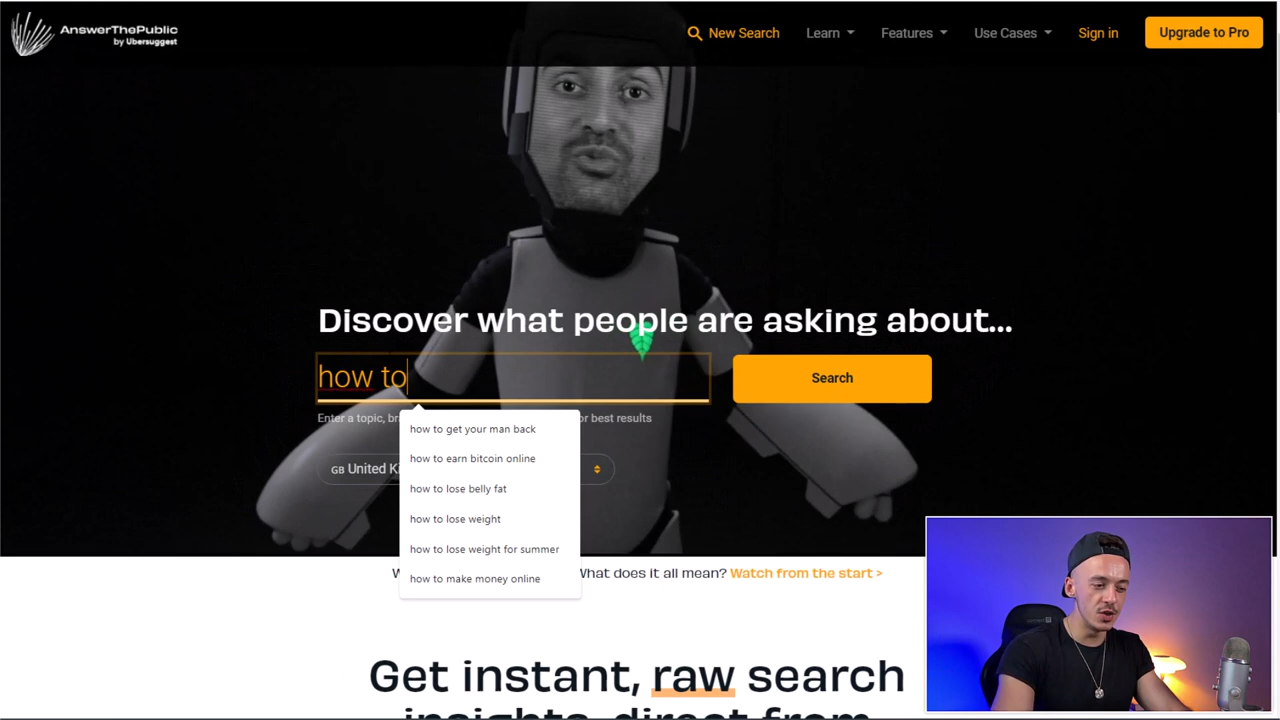 AnswerThePublic
by Ubersuggest
New Search
Learn
Features
Use Cases
Sign in
Upgrade to Pro
Discover what people are asking about...
how to
Search
Enter a topic, br
or best results
how to get your man back
how to earn bitcoin online
GB United Ki
how to lose belly fat
how to lose weight
how to lose weight for summer
how to make money online
What does it all mean? Watch from the start >
Get instant, raw search
insights, direct from